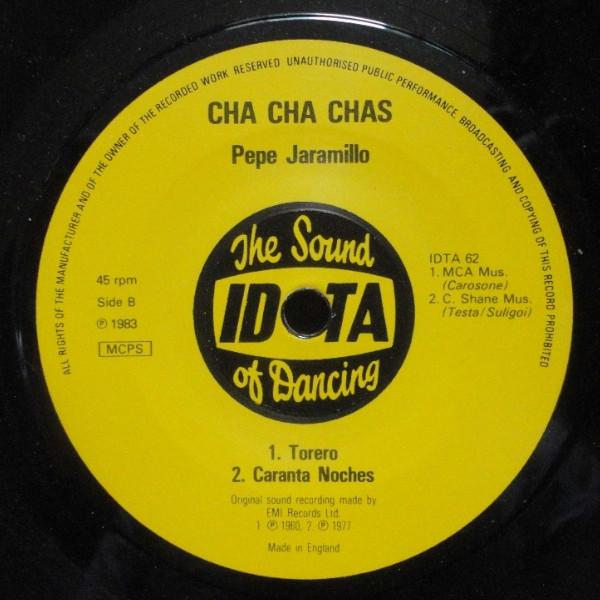 ALL RIGHTS OF THE MANUFACTURER AND OF THE OWNER OF THE RECORDED WORK RESERVED UNAUTHORISED PUBLIC PERFORMANCE, BROADCASTING AND COPYING OF THIS RECORD PROHIBITED
CHA CHA CHAS
Pepe Jaramillo
The Sound
IDTA
of Dancing
45 rpm
Side B
Ⓟ 1983
MCPS
IDTA 62
1. MCA Mus.
(Carosone)
2. C. Shane Mus.
(Testa/Suligoi)
1. Torero
2. Caranta Noches
Original sound recording made by
EMI Records Ltd.
1 Ⓟ 1960, 2 Ⓟ 1977
Made in England